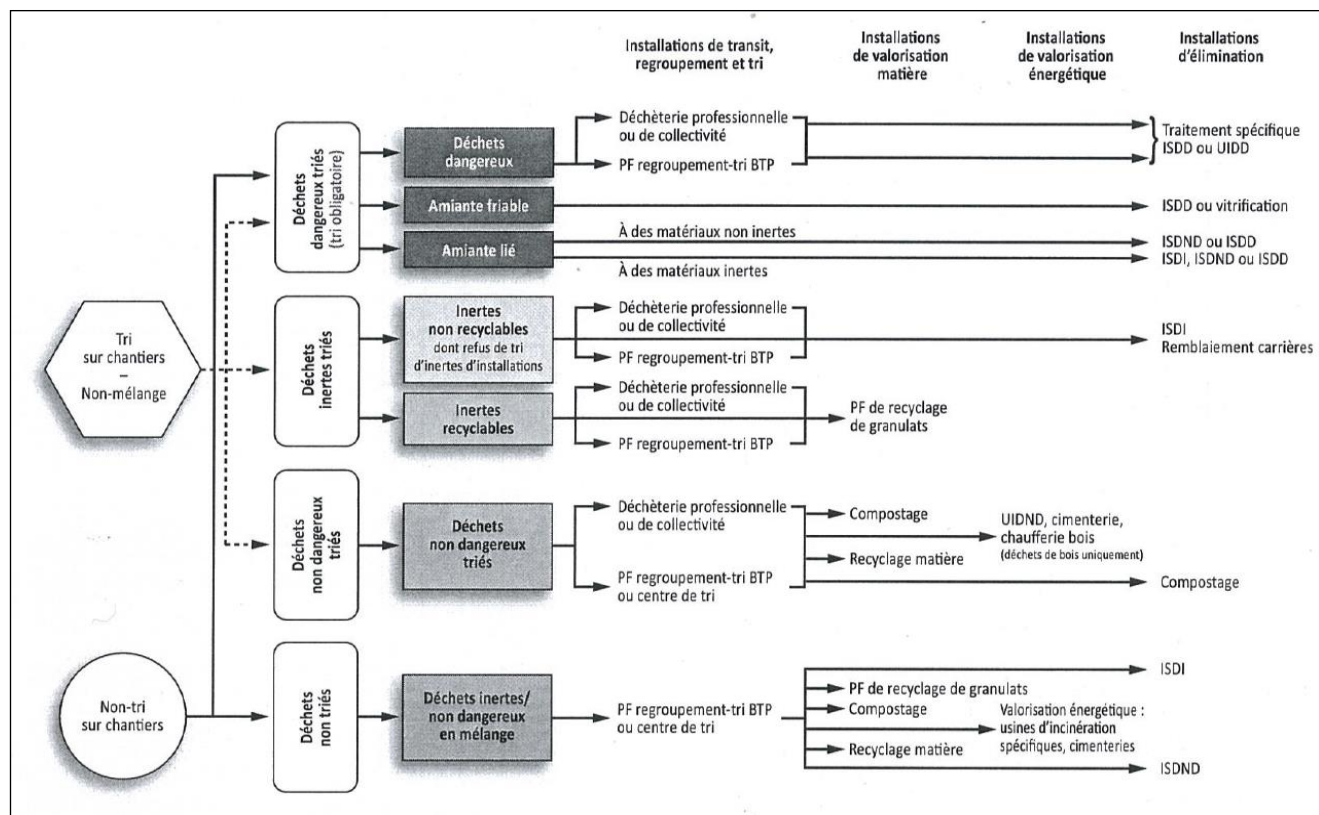 Installations de transit,
regroupement et tri
Installations
de valorisation
matière
Installations
de valorisation
énergétique
Installations
d'élimination
Tri
sur chantiers
–
Non-mélange
Non-tri
sur chantiers
Déchets
dangereux triés
(tri obligatoire)
Déchets
dangereux
Déchèterie professionnelle
ou de collectivité
PF regroupement-tri BTP
Traitement spécifique
ISDD ou UIDD
Amiante friable
ISDD ou vitrification
Amiante lié
À des matériaux non inertes
ISDND ou ISDD
À des matériaux inertes
ISDI, ISDND ou ISDD
Déchets
inertes triés
Inertes
non recyclables
dont refus de tri
d'inertes d'installations
Déchèterie professionnelle
ou de collectivité
PF regroupement-tri BTP
ISDI
Remblaiement carrières
Inertes
recyclables
Déchèterie professionnelle
ou de collectivité
PF regroupement-tri BTP
PF de recyclage
de granulats
Déchets
non dangereux
triés
Déchets
non dangereux
triés
Déchèterie professionnelle
ou de collectivité
PF regroupement-tri BTP
ou centre de tri
Compostage
Recyclage matière
UIDND, cimenterie,
chaufferie bois
(déchets de bois uniquement)
Compostage
Déchets
non triés
Déchets inertes/
non dangereux
en mélange
PF regroupement-tri BTP
ou centre de tri
ISDI
PF de recyclage de granulats
Compostage
Recyclage matière
Valorisation énergétique :
usines d'incinération
spécifiques, cimenteries
ISDND